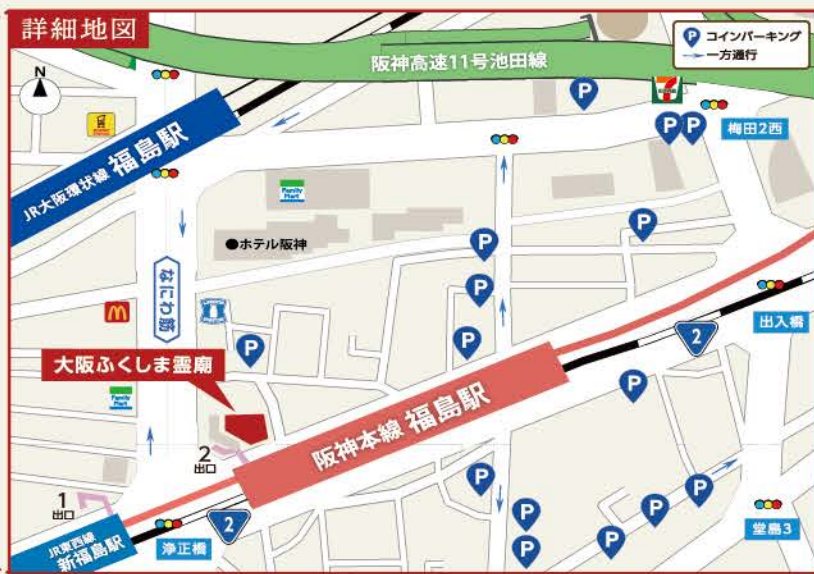 詳細地図
N
P コインパーキング
一方通行
阪神高速11号池田線
JR大阪環状線 福島駅
7
P
P P
梅田2西
Family Mart
●ホテル阪神
P
P
P
なにわ筋
M
P
P
2
出入橋
大阪ふくしま霊廟
Family Mart
P
阪神本線 福島駅
2
出口
1
出口
P
P
P
P
P
P
2
JR東西線
新福島駅
浄正橋
堂島3